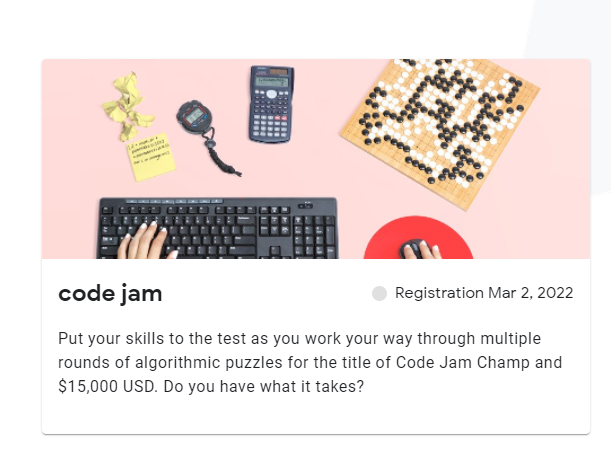 code jam
Registration Mar 2, 2022
Put your skills to the test as you work your way through multiple
rounds of algorithmic puzzles for the title of Code Jam Champ and
$15,000 USD. Do you have what it takes?